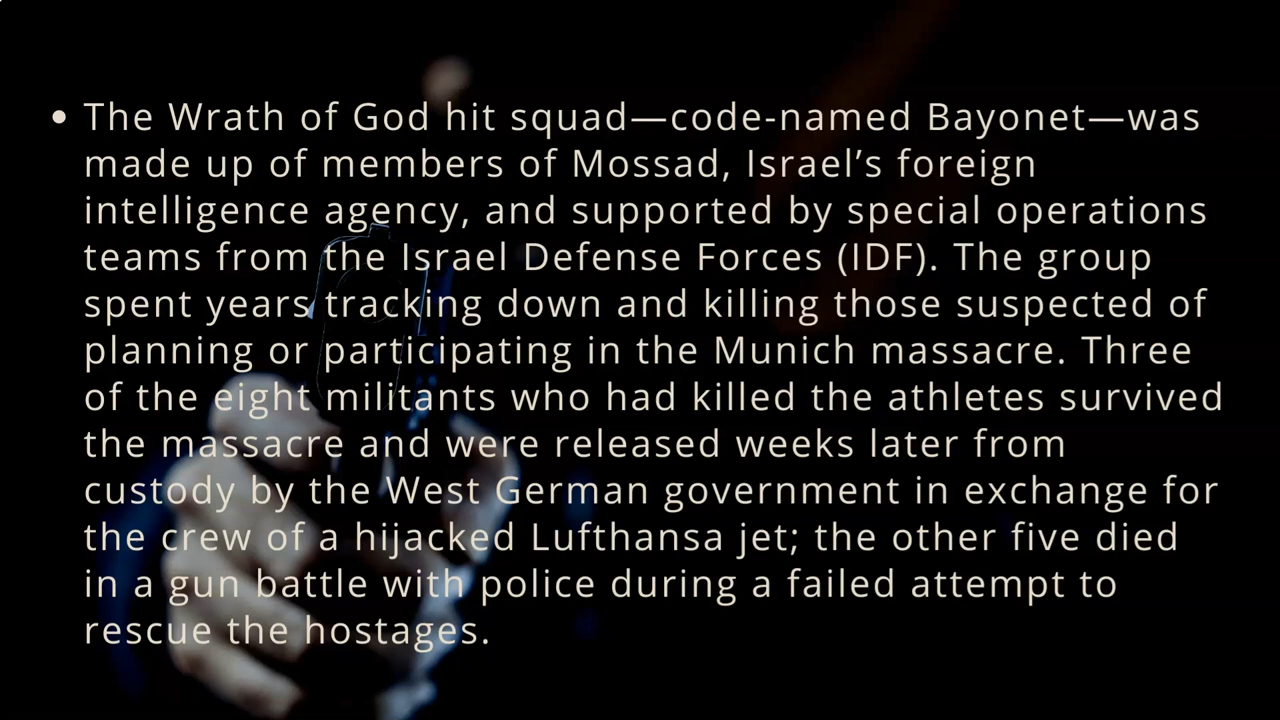 • The Wrath of God hit squad—code-named Bayonet—was
made up of members of Mossad, Israel’s foreign
intelligence agency, and supported by special operations
teams from the Israel Defense Forces (IDF). The group
spent years tracking down and killing those suspected of
planning or participating in the Munich massacre. Three
of the eight militants who had killed the athletes survived
the massacre and were released weeks later from
custody by the West German government in exchange for
the crew of a hijacked Lufthansa jet; the other five died
in a gun battle with police during a failed attempt to
rescue the hostages.